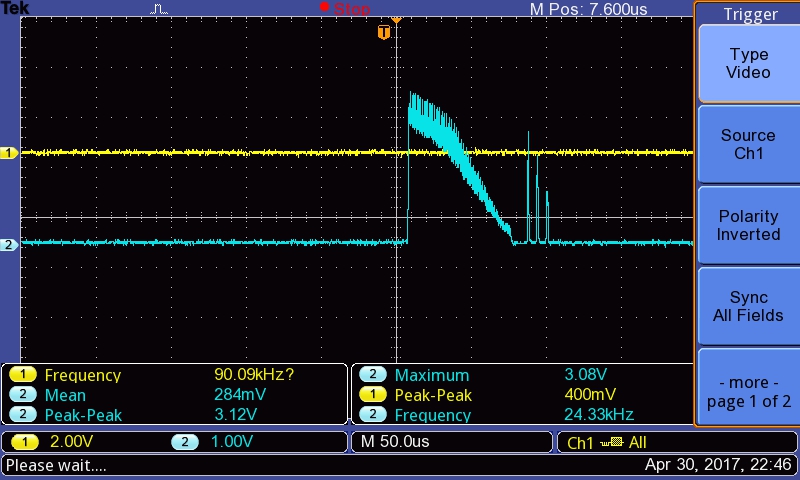 Tek Stop M Pos: 7.600us
T
Trigger
Type
Video
Source
Ch1
Polarity
Inverted
Sync
All Fields
- more -
page 1 of 2
1
2
1 Frequency 90.09kHz?
2 Mean 284mV
2 Peak-Peak 3.12V
2 Maximum 3.08V
1 Peak-Peak 400mV
2 Frequency 24.33kHz
1 2.00V 2 1.00V M 50.0us Ch1 All
Please wait.... Apr 30, 2017, 22:46